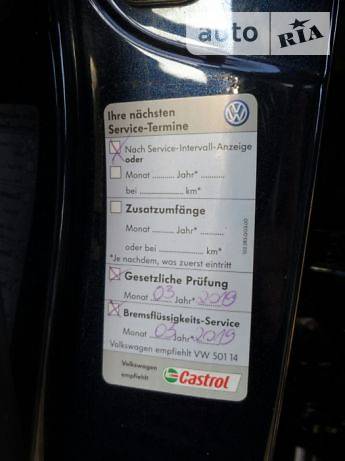 auto RIA
Ihre nächsten
Service-Termine
Nach Service-Intervall-Anzeige
oder
Monat .......... Jahr* ..........
bei .................... km*
Zusatzumfänge
Monat .......... Jahr* ..........
oder bei .................... km*
*Je nachdem, was zuerst eintritt
Gesetzliche Prüfung
Monat 03 Jahr* 2019
Bremsflüssigkeits-Service
Monat 03 Jahr* 2019
Volkswagen empfiehlt VW 501 14
Volkswagen
empfiehlt
Castrol